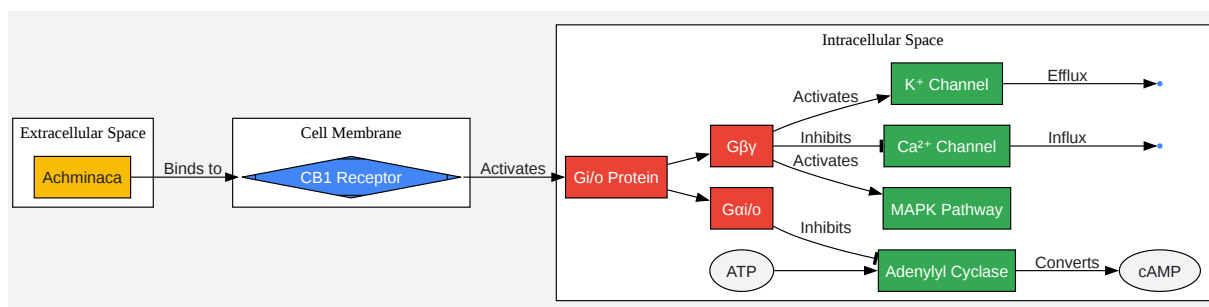 Intracellular Space
K⁺ Channel
Efflux
Activates
Extracellular Space
Cell Membrane
Gβγ
Inhibits
Ca²⁺ Channel
Influx
Achminaca
Binds to
CB1 Receptor
Activates
Gi/o Protein
Activates
MAPK Pathway
Gαi/o
Inhibits
ATP
Adenylyl Cyclase
Converts
cAMP